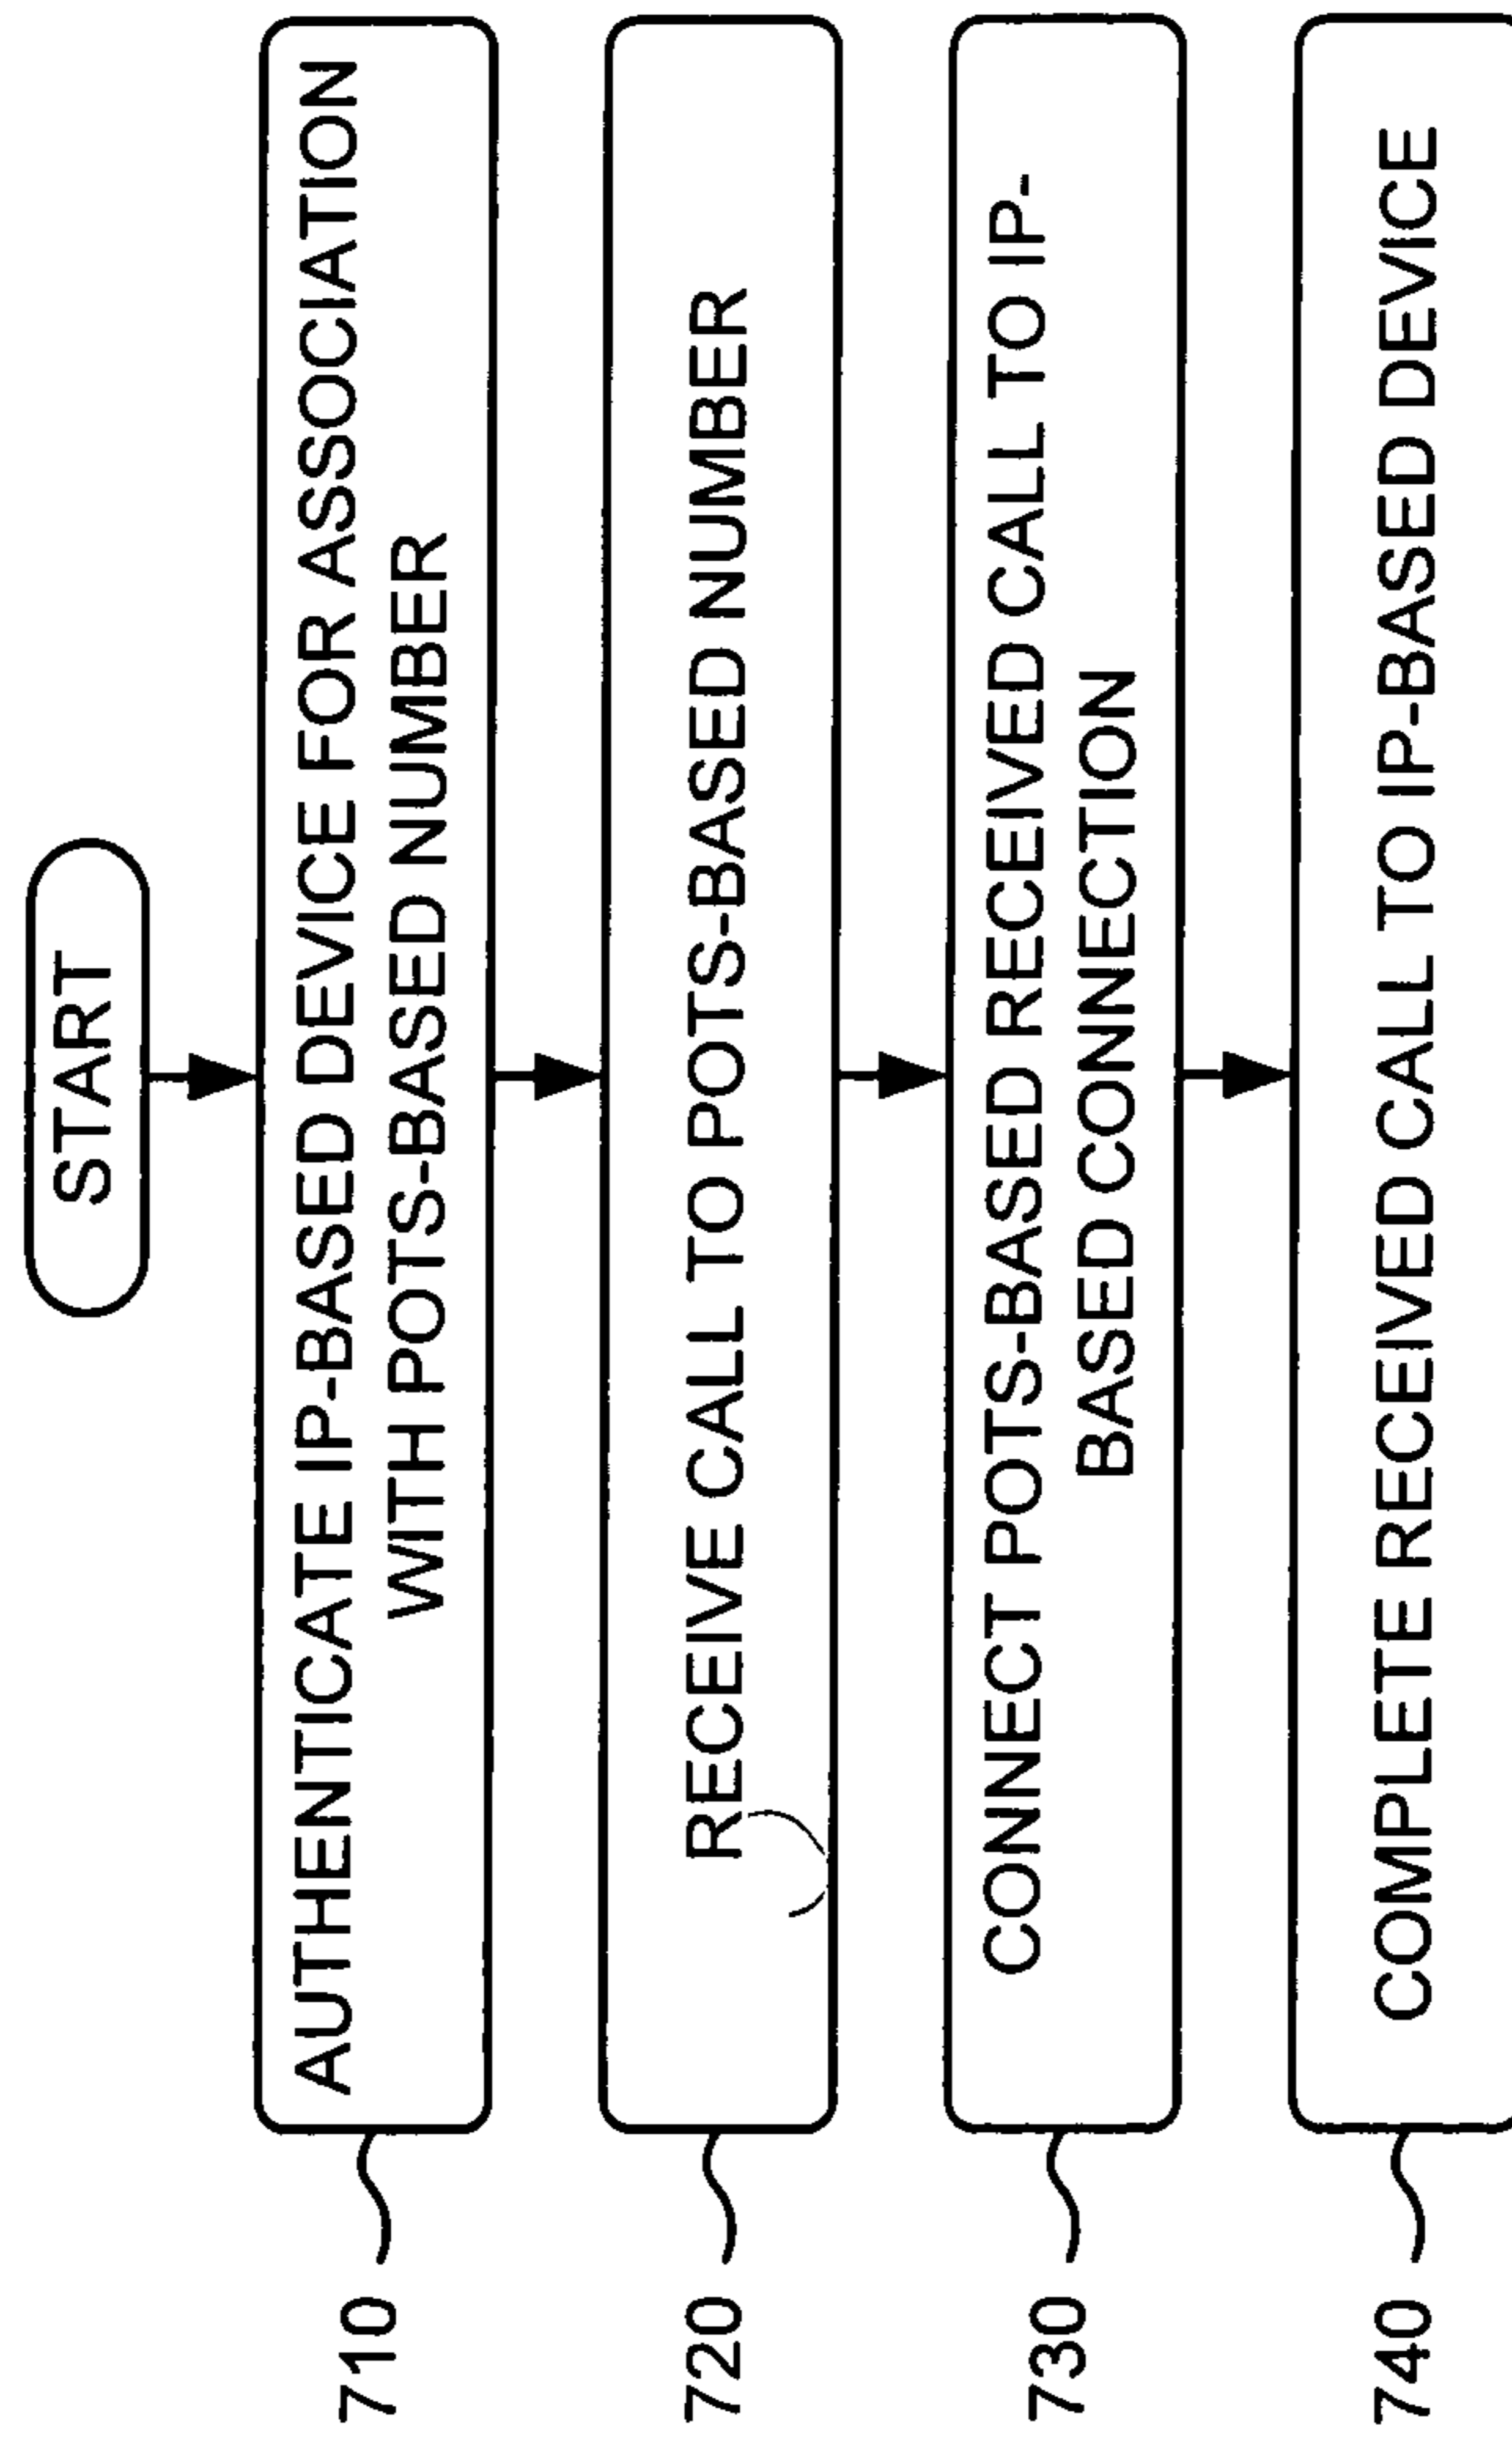 START
710
AUTHENTICATE IP-BASED DEVICE FOR ASSOCIATION
WITH POTS-BASED NUMBER
720
RECEIVE CALL TO POTS-BASED NUMBER
730
CONNECT POTS-BASED RECEIVED CALL TO IP-
BASED CONNECTION
740
COMPLETE RECEIVED CALL TO IP-BASED DEVICE